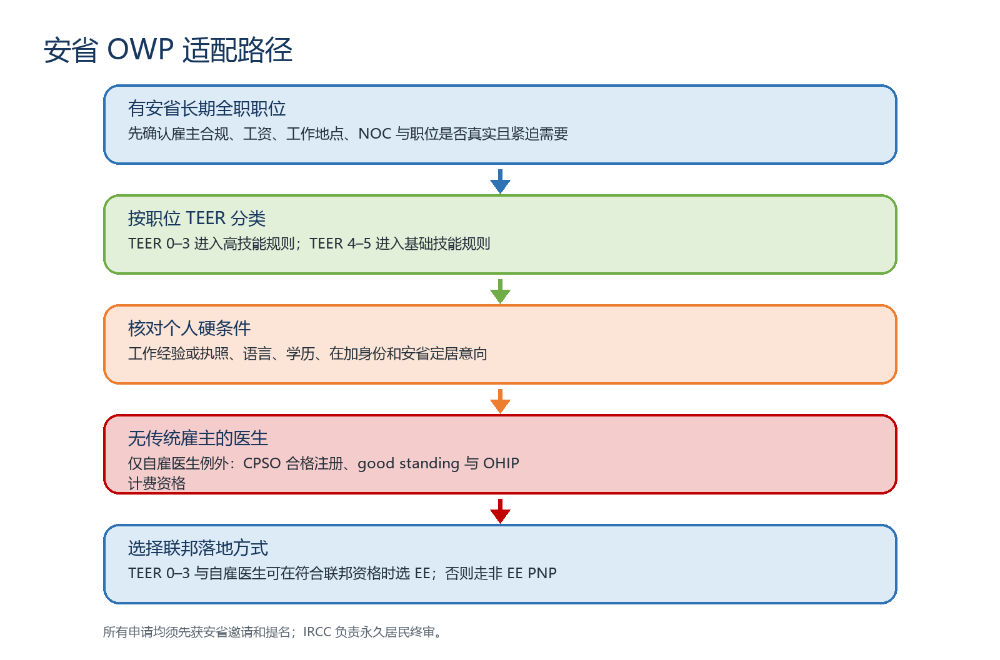 安省 OWP 适配路径
有安省长期全职职位
先确认雇主合规、工资、工作地点、NOC 与职位是否真实且紧迫需要
按职位 TEER 分类
TEER 0–3 进入高技能规则；TEER 4–5 进入基础技能规则
核对个人硬条件
工作经验或执照、语言、学历、在加身份和安省定居意向
无传统雇主的医生
仅自雇医生例外：CPSO 合格注册、good standing 与 OHIP
计费资格
选择联邦落地方式
TEER 0–3 与自雇医生可在符合联邦资格时选 EE；否则走非 EE PNP
所有申请均须先获安省邀请和提名；IRCC 负责永久居民终审。